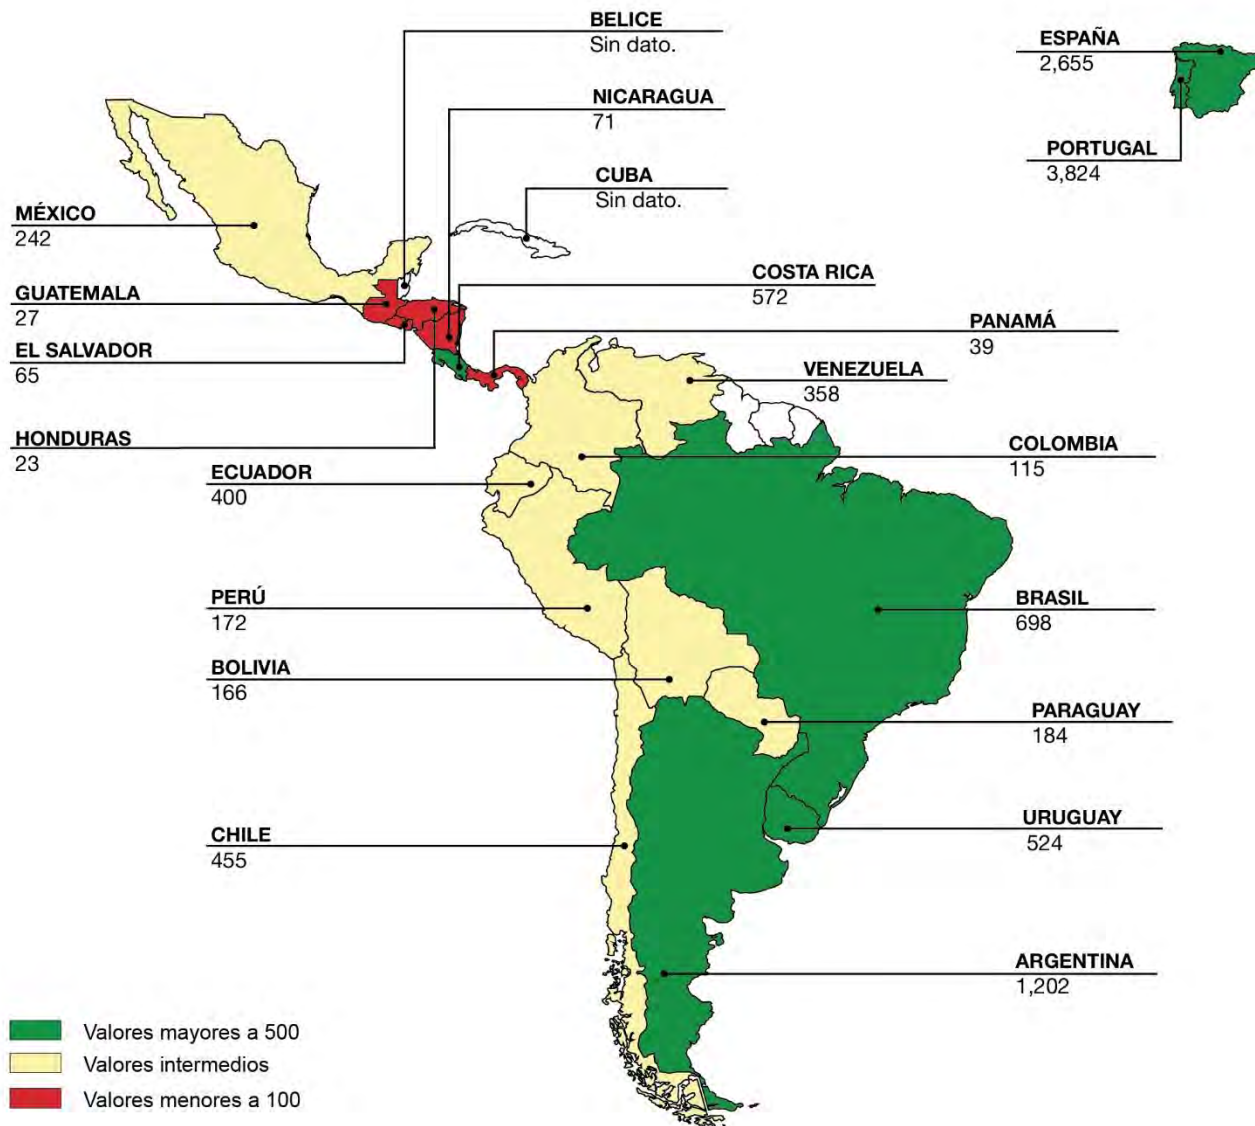 BELICE
Sin dato.
ESPAÑA
2,655
NICARAGUA
71
PORTUGAL
3,824
CUBA
Sin dato.
MÉXICO
242
COSTA RICA
572
GUATEMALA
27
PANAMÁ
39
EL SALVADOR
65
VENEZUELA
358
HONDURAS
23
COLOMBIA
115
ECUADOR
400
PERÚ
172
BRASIL
698
BOLIVIA
166
PARAGUAY
184
CHILE
455
URUGUAY
524
ARGENTINA
1,202
Valores mayores a 500
Valores intermedios
Valores menores a 100